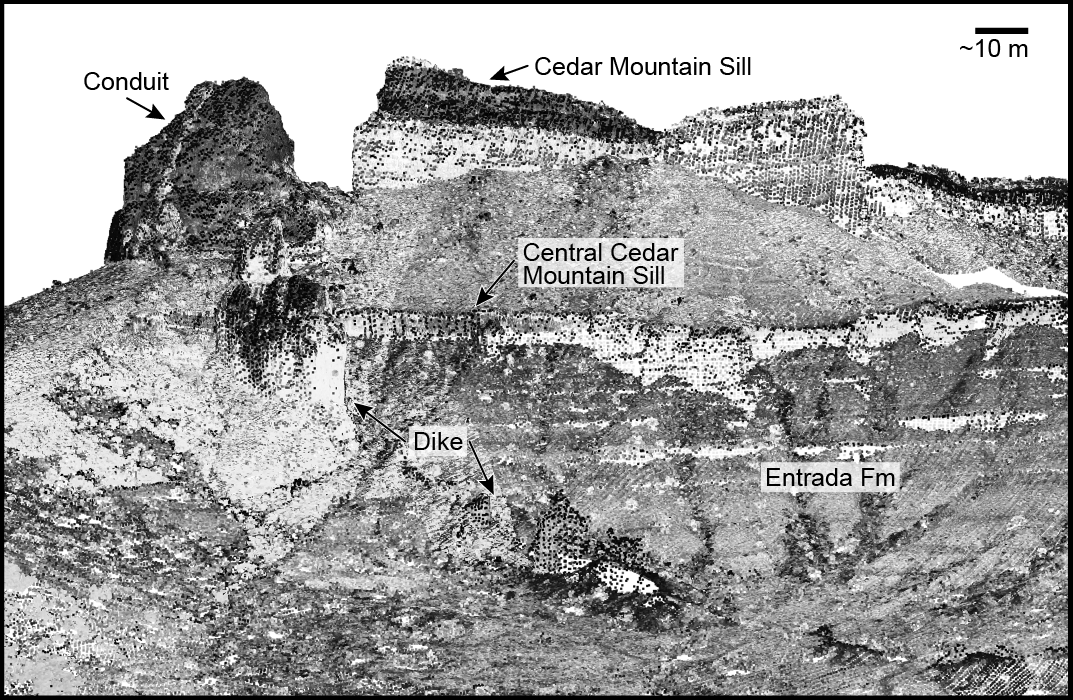 ~10 m
Cedar Mountain Sill
Conduit
Central Cedar
Mountain Sill
Dike
Entrada Fm